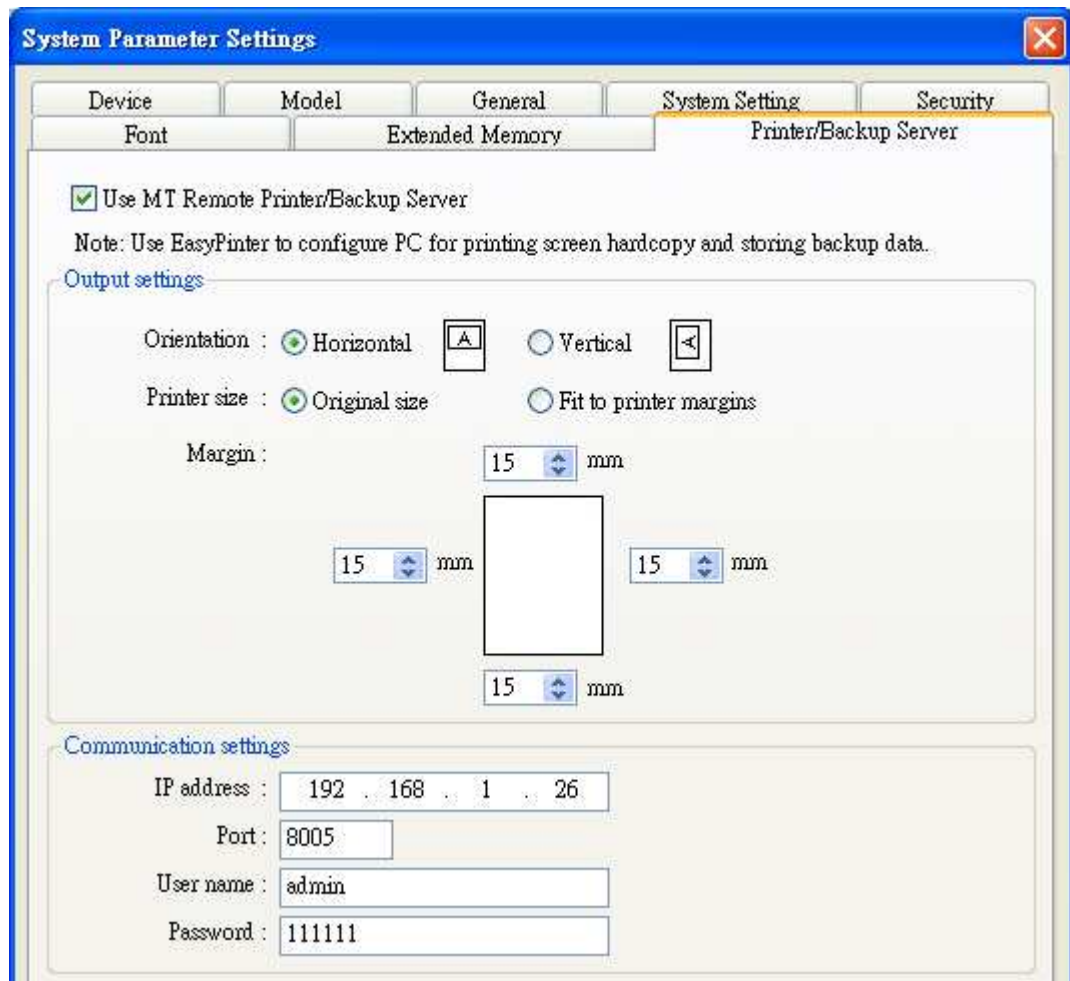 System Parameter Settings
Device Model General System Setting Security
Font Extended Memory Printer/Backup Server
Use MT Remote Printer/Backup Server
Note: Use EasyPinter to configure PC for printing screen hardcopy and storing backup data.
Output settings
Orientation : Horizontal A Vertical A
Printer size : Original size Fit to printer margins
Margin : 15 mm
15 mm 15 mm
15 mm
Communication settings
IP address : 192 . 168 . 1 . 26
Port : 8005
User name : admin
Password : 111111